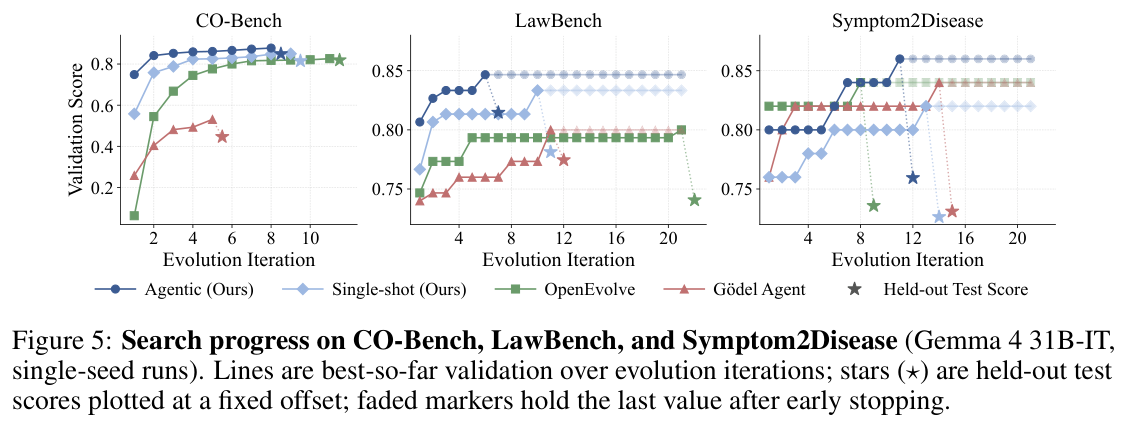 CO-Bench
LawBench
Symptom2Disease
Validation Score
0.8
0.6
0.4
0.2
2 4 6 8 10
Evolution Iteration
0.85
0.80
0.75
4 8 12 16 20
Evolution Iteration
0.85
0.80
0.75
4 8 12 16 20
Evolution Iteration
Agentic (Ours) Single-shot (Ours) OpenEvolve Gödel Agent Held-out Test Score
Figure 5: Search progress on CO-Bench, LawBench, and Symptom2Disease (Gemma 4 31B-IT,
single-seed runs). Lines are best-so-far validation over evolution iterations; stars (⋆) are held-out test
scores plotted at a fixed offset; faded markers hold the last value after early stopping.